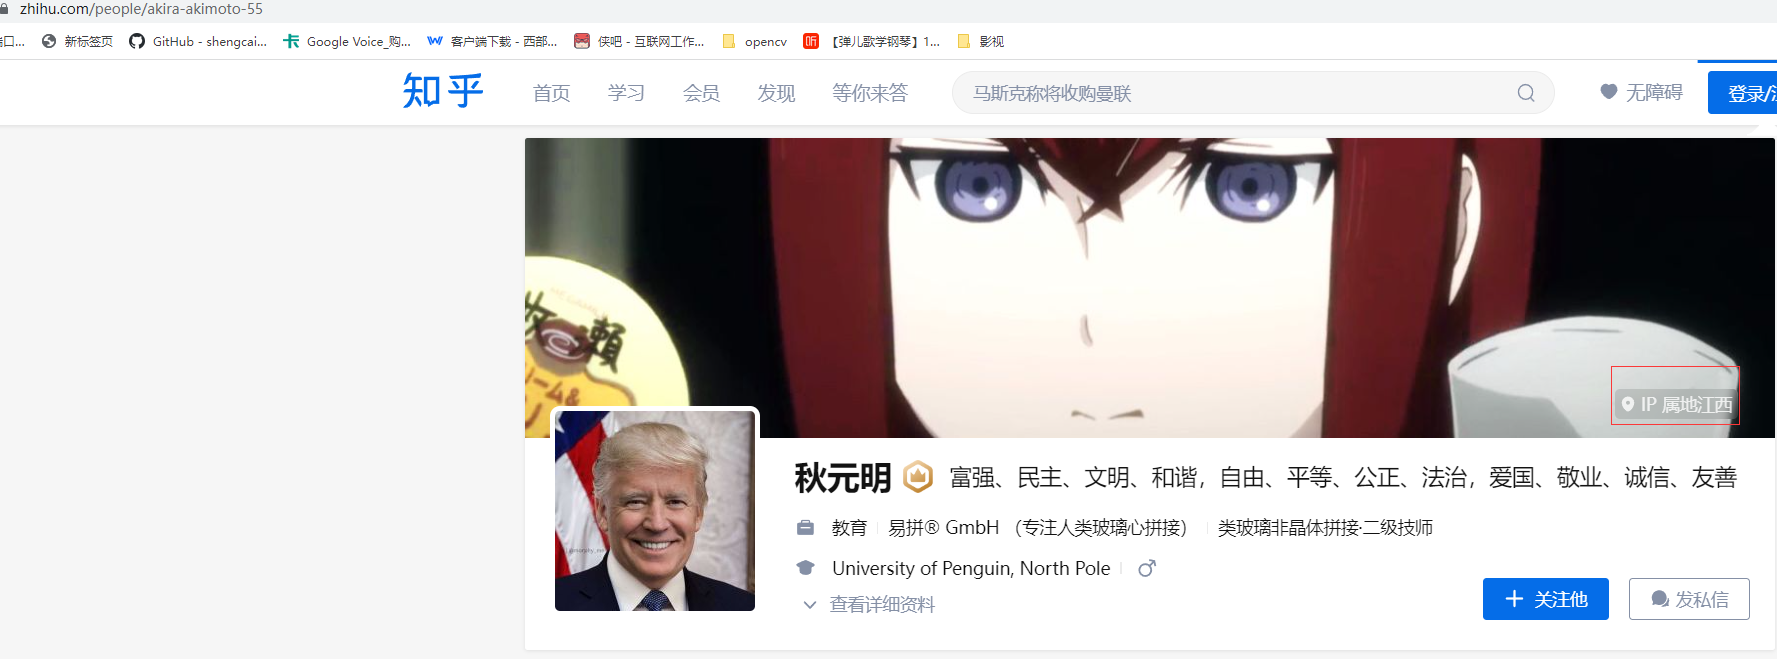 zhihu.com/people/akira-akimoto-55
口... 新标签页 GitHub - shengcai... Google Voice_购... 客户端下载 - 西部... 侠吧 - 互联网工作... opencv 【弹儿歌学钢琴】1... 影视
知乎 首页 学习 会员 发现 等你来答 马斯克称将收购曼联 无障碍 登录/
瀬
ーム&
IP 属地江西
秋元明 富强、民主、文明、和谐，自由、平等、公正、法治，爱国、敬业、诚信、友善
教育 易拼® GmbH （专注人类玻璃心拼接） 类玻璃非晶体拼接·二级技师
University of Penguin, North Pole
查看详细资料
关注他 发私信